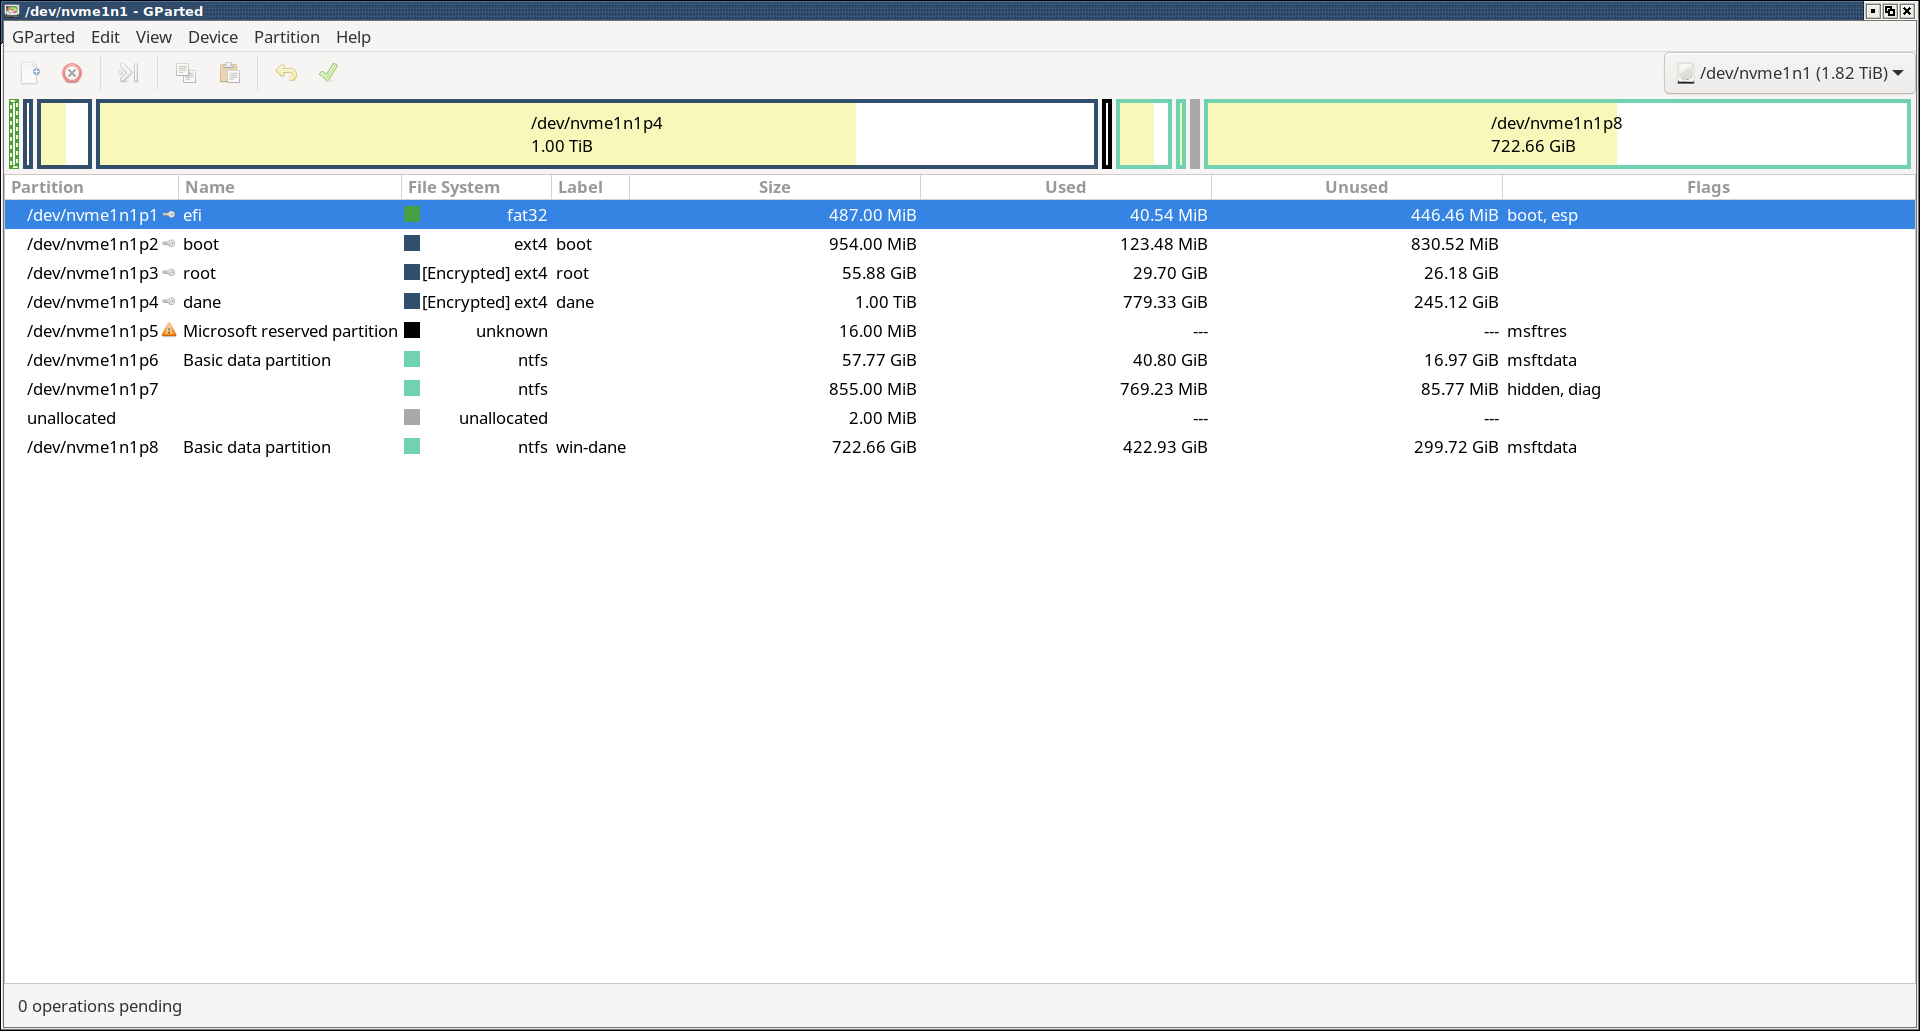 /dev/nvme1n1 - GParted
GParted Edit View Device Partition Help
/dev/nvme1n1 (1.82 TiB)
/dev/nvme1n1p4
1.00 TiB
/dev/nvme1n1p8
722.66 GiB
Partition Name File System Label Size Used Unused Flags
/dev/nvme1n1p1 efi fat32 487.00 MiB 40.54 MiB 446.46 MiB boot, esp
/dev/nvme1n1p2 boot ext4 boot 954.00 MiB 123.48 MiB 830.52 MiB
/dev/nvme1n1p3 root [Encrypted] ext4 root 55.88 GiB 29.70 GiB 26.18 GiB
/dev/nvme1n1p4 dane [Encrypted] ext4 dane 1.00 TiB 779.33 GiB 245.12 GiB
/dev/nvme1n1p5 Microsoft reserved partition unknown 16.00 MiB --- --- msftres
/dev/nvme1n1p6 Basic data partition ntfs 57.77 GiB 40.80 GiB 16.97 GiB msftdata
/dev/nvme1n1p7 ntfs 855.00 MiB 769.23 MiB 85.77 MiB hidden, diag
unallocated unallocated 2.00 MiB --- ---
/dev/nvme1n1p8 Basic data partition ntfs win-dane 722.66 GiB 422.93 GiB 299.72 GiB msftdata
0 operations pending